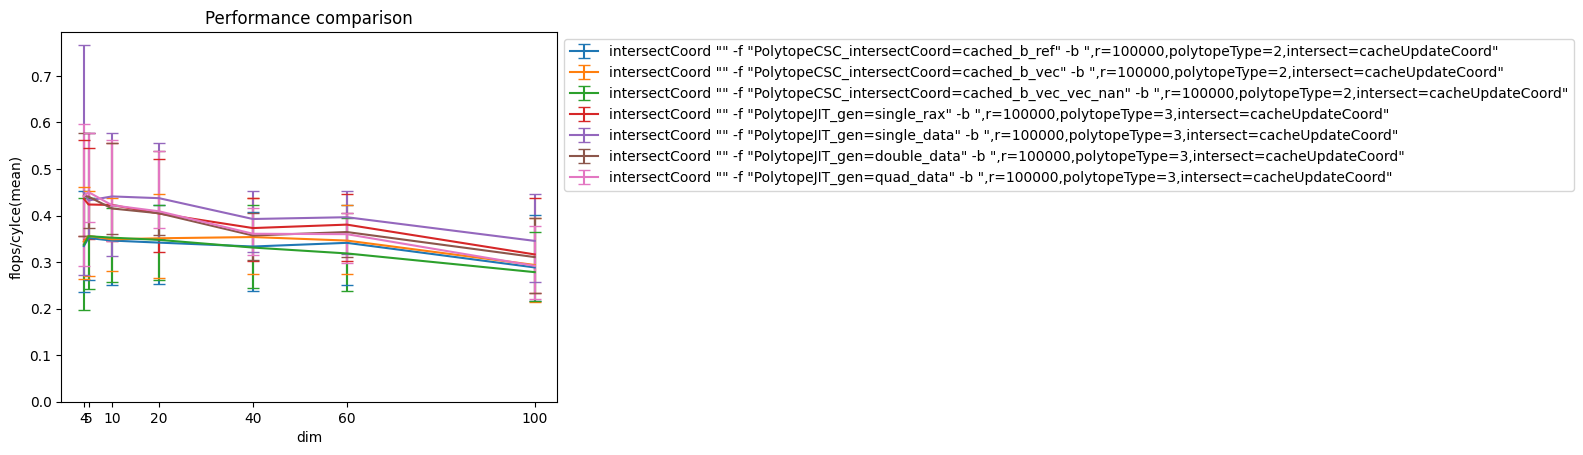 Performance comparison
flops/cylce(mean)
0.7
0.6
0.5
0.4
0.3
0.2
0.1
0.0
4 5 10 20 40 60 100
dim
intersectCoord "" -f "PolytopeCSC_intersectCoord=cached_b_ref" -b ",r=100000,polytopeType=2,intersect=cacheUpdateCoord"
intersectCoord "" -f "PolytopeCSC_intersectCoord=cached_b_vec" -b ",r=100000,polytopeType=2,intersect=cacheUpdateCoord"
intersectCoord "" -f "PolytopeCSC_intersectCoord=cached_b_vec_vec_nan" -b ",r=100000,polytopeType=2,intersect=cacheUpdateCoord"
intersectCoord "" -f "PolytopeJIT_gen=single_rax" -b ",r=100000,polytopeType=3,intersect=cacheUpdateCoord"
intersectCoord "" -f "PolytopeJIT_gen=single_data" -b ",r=100000,polytopeType=3,intersect=cacheUpdateCoord"
intersectCoord "" -f "PolytopeJIT_gen=double_data" -b ",r=100000,polytopeType=3,intersect=cacheUpdateCoord"
intersectCoord "" -f "PolytopeJIT_gen=quad_data" -b ",r=100000,polytopeType=3,intersect=cacheUpdateCoord"